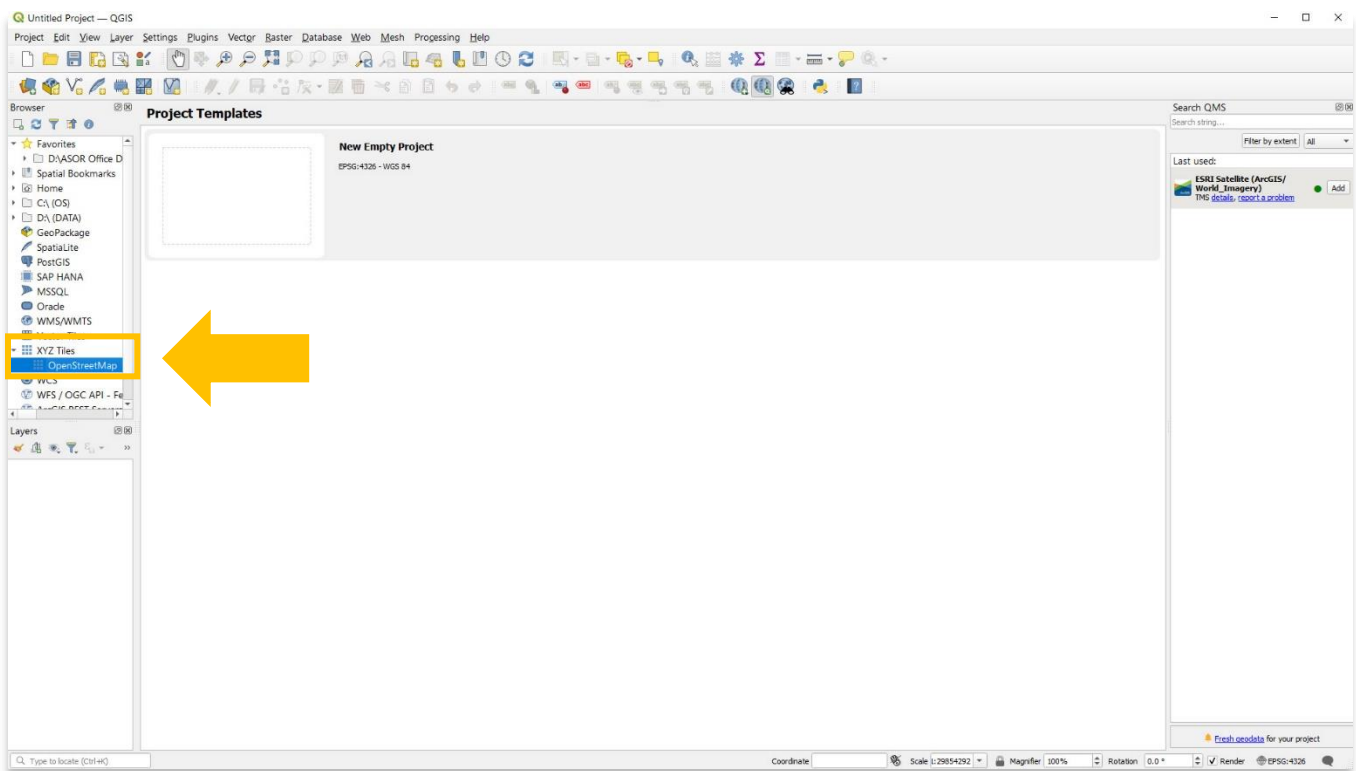 Untitled Project — QGIS
Project Edit View Layer Settings Plugins Vector Raster Database Web Mesh Processing Help
Browser
Favorites
D:\ASOR Office D
Spatial Bookmarks
Home
C:\ (OS)
D:\ (DATA)
GeoPackage
SpatiaLite
PostGIS
SAP HANA
MSSQL
Oracle
WMS/WMTS
XYZ Tiles
OpenStreetMap
WCS
WFS / OGC API - Fe
Layers
Project Templates
New Empty Project
EPSG:4326 - WGS 84
Search QMS
Search string...
Filter by extent All
Last used:
ESRI Satellite (ArcGIS/
World_Imagery)
TMS details, report a problem
Add
Fresh geodata for your project
Type to locate (Ctrl+K)
Coordinate
Scale 1:29854292
Magnifier 100%
Rotation 0.0 °
Render
EPSG:4326